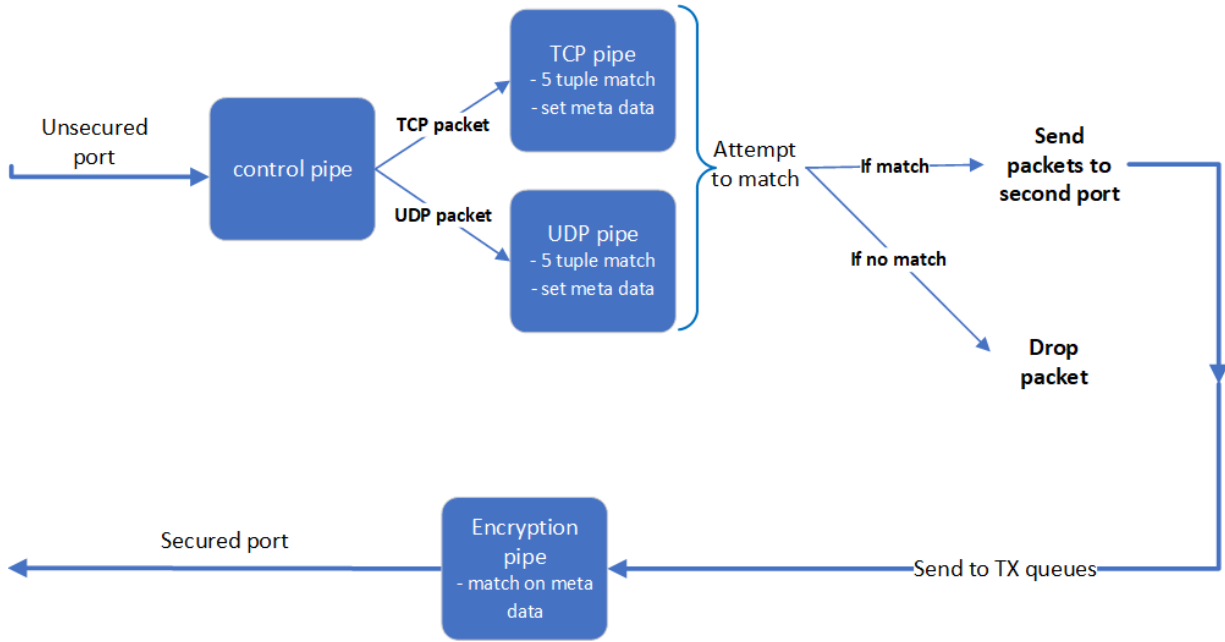 Unsecured
port
control pipe
TCP packet
UDP packet
TCP pipe
- 5 tuple match
- set meta data
UDP pipe
- 5 tuple match
- set meta data
Attempt
to match
If match
If no match
Send
packets to
second port
Drop
packet
Send to TX queues
Encryption
pipe
- match on meta
data
Secured port